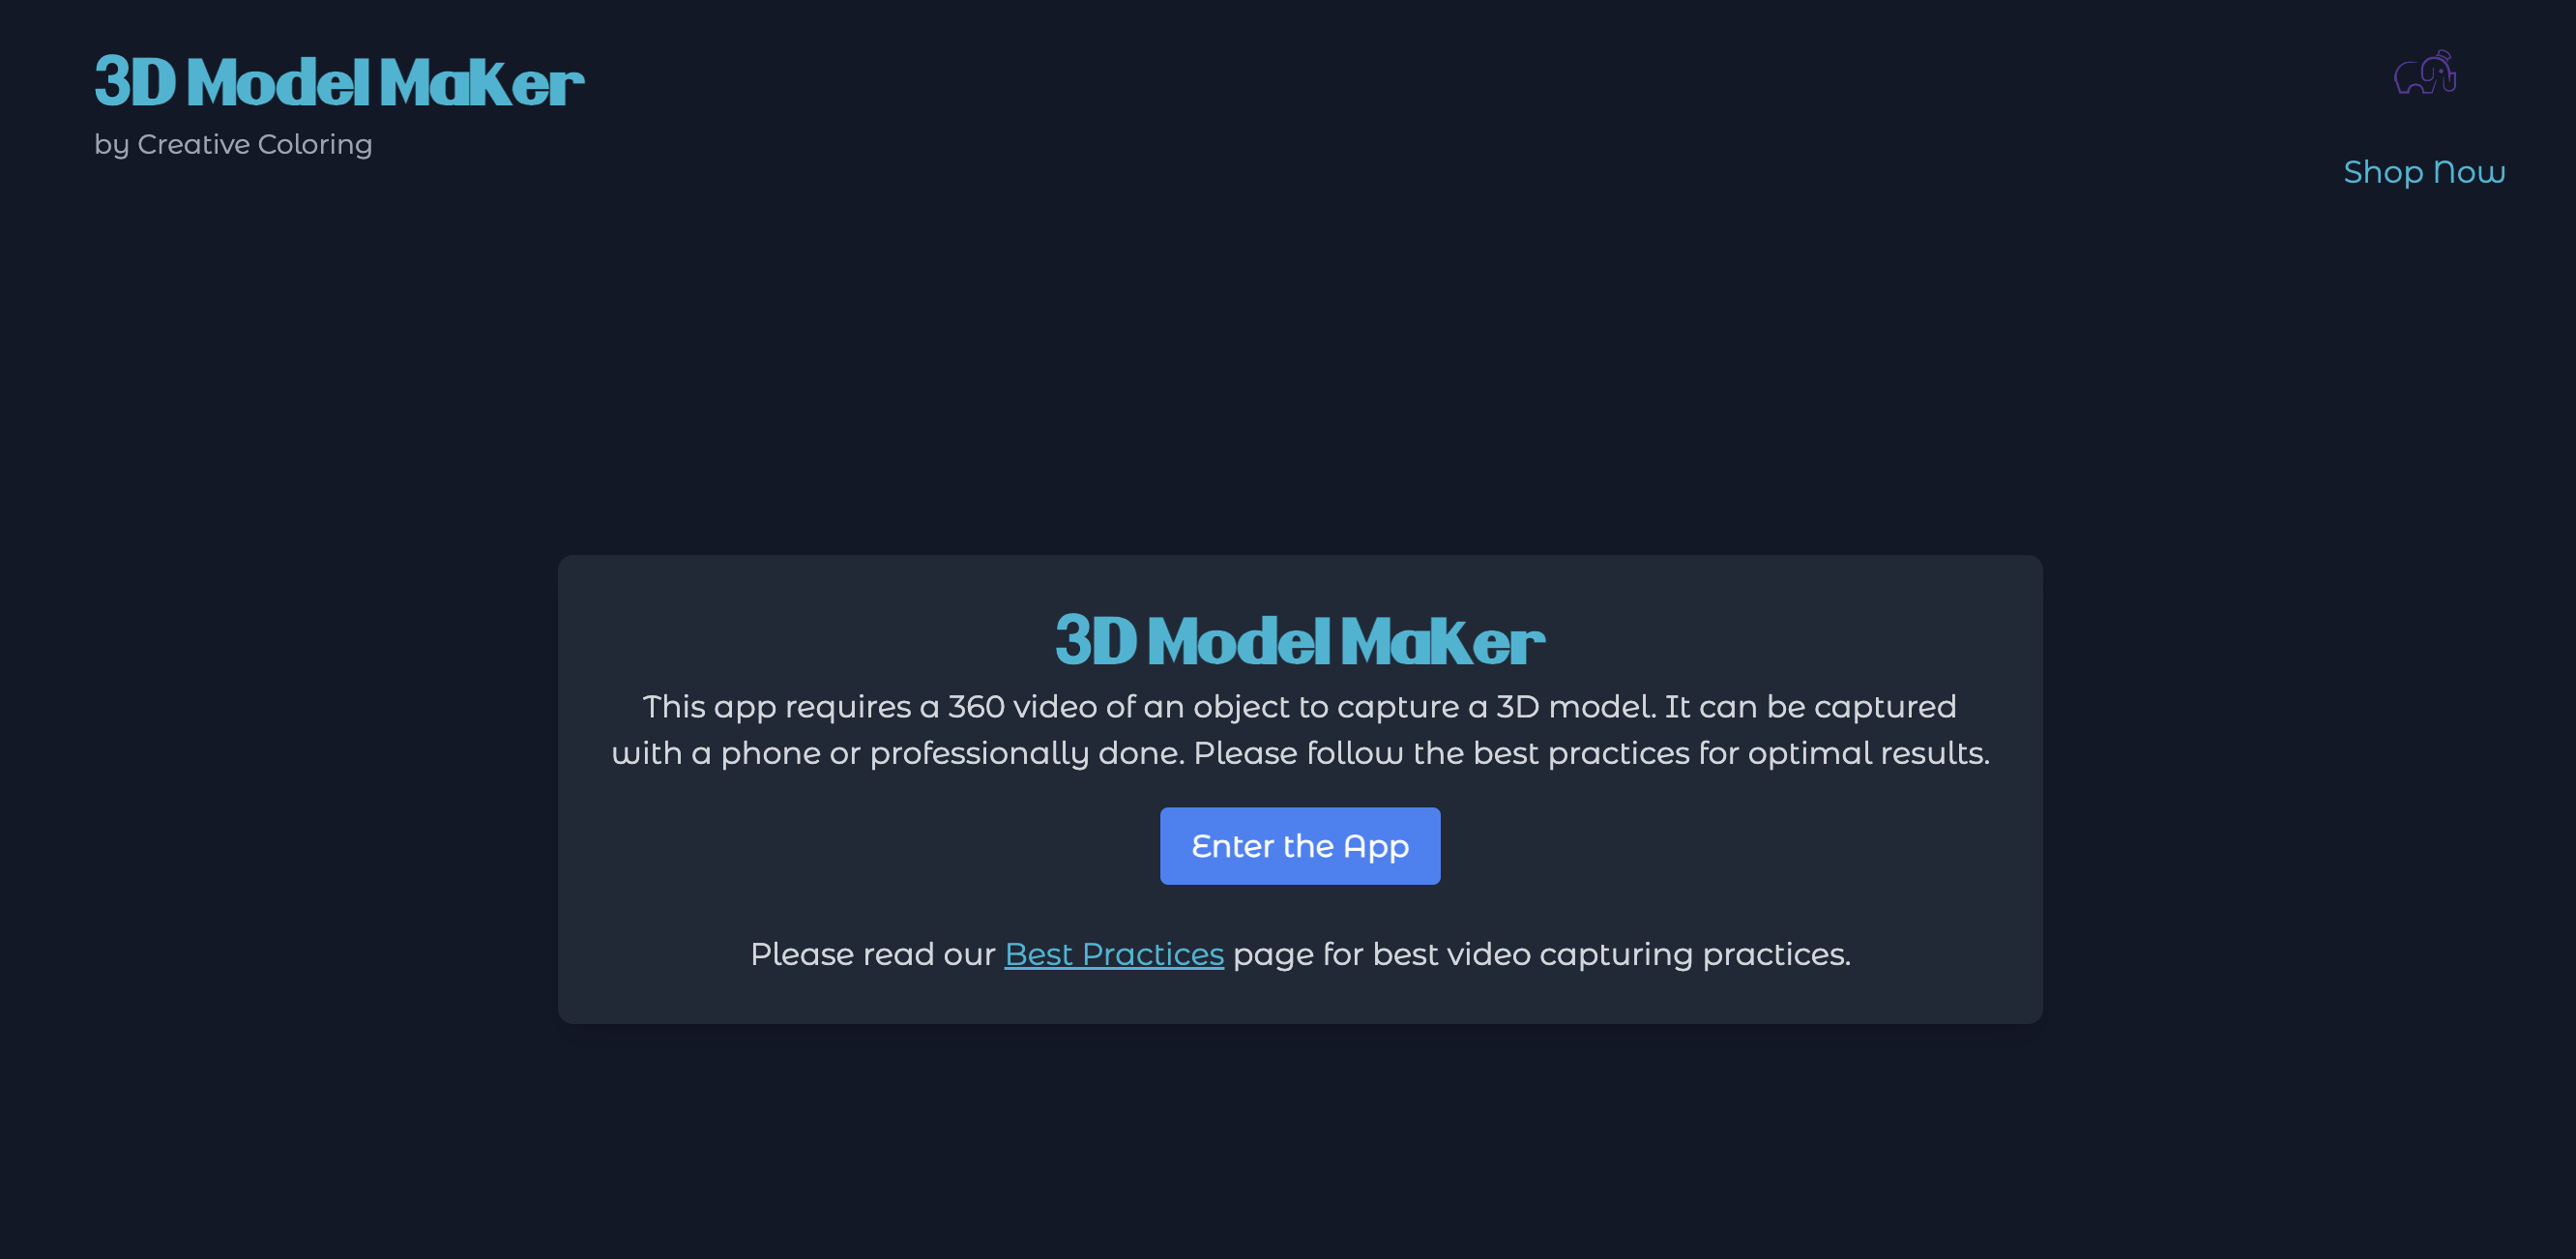 3D Model Maker
by Creative Coloring
Shop Now
3D Model Maker
This app requires a 360 video of an object to capture a 3D model. It can be captured
with a phone or professionally done. Please follow the best practices for optimal results.
Enter the App
Please read our Best Practices page for best video capturing practices.